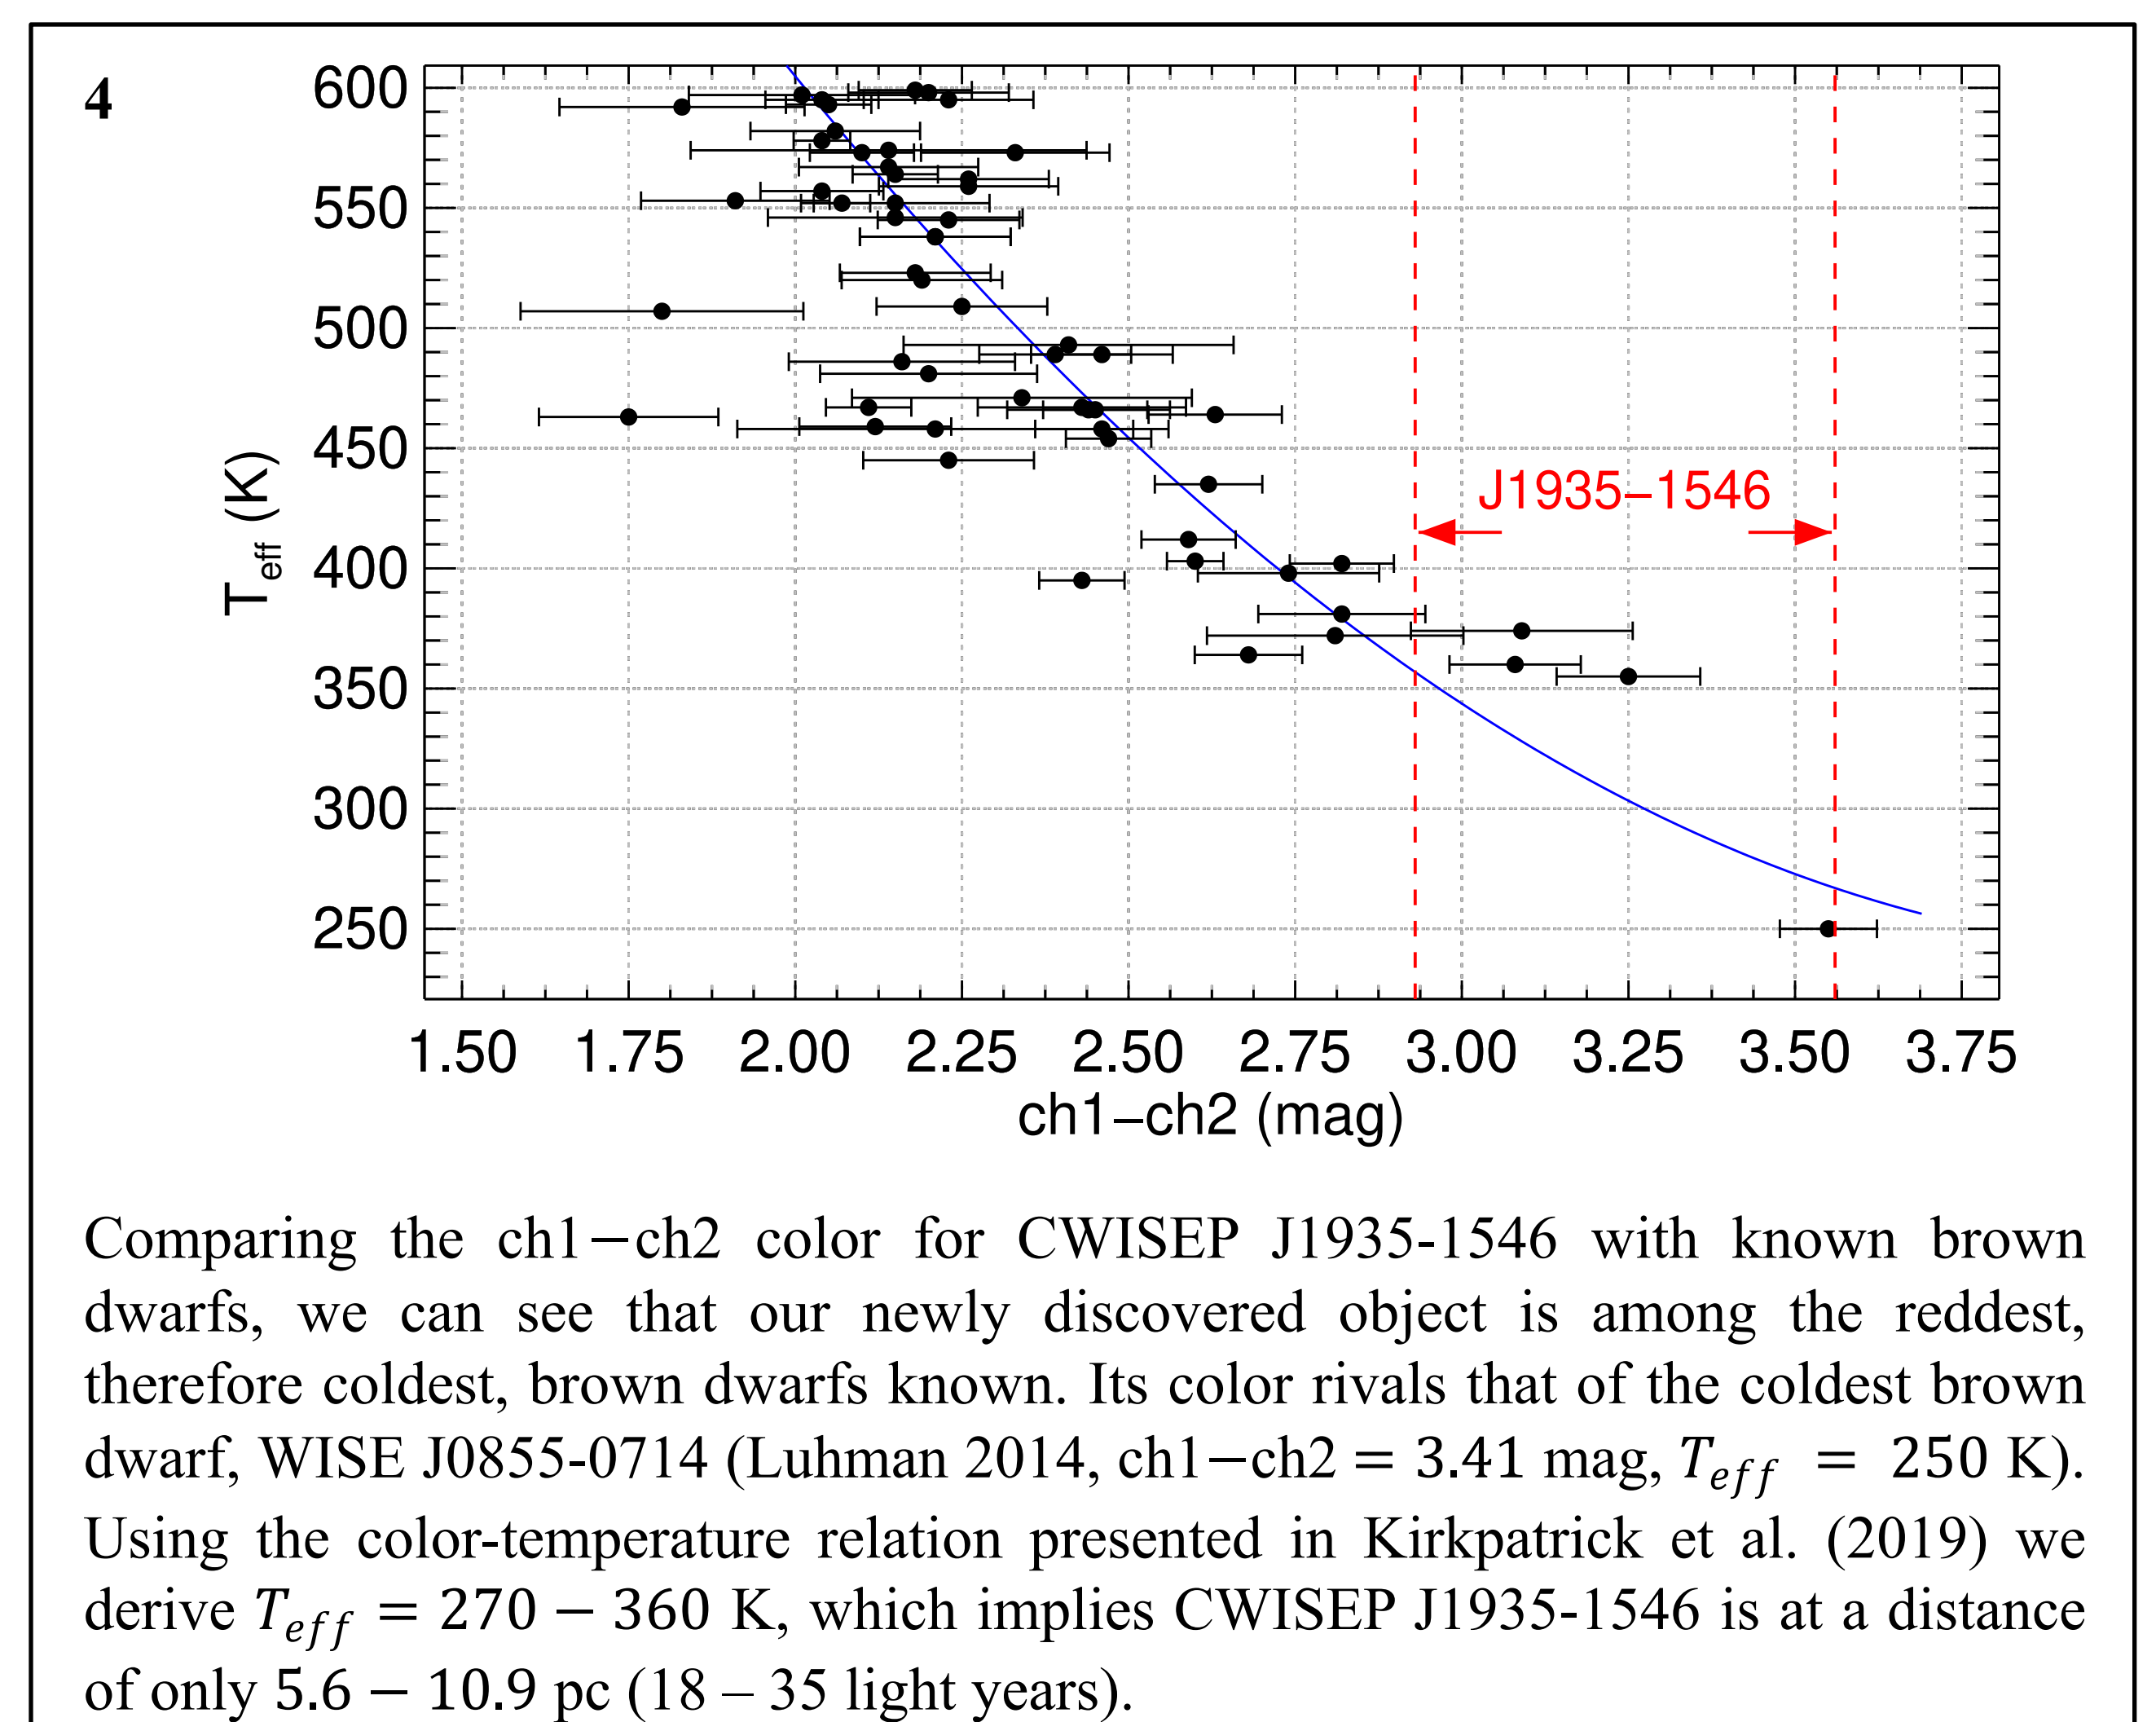 4
600
550
500
450
400
350
300
250
T_eff (K)
J1935−1546
1.50 1.75 2.00 2.25 2.50 2.75 3.00 3.25 3.50 3.75
ch1−ch2 (mag)
Comparing the ch1−ch2 color for CWISEP J1935-1546 with known brown
dwarfs, we can see that our newly discovered object is among the reddest,
therefore coldest, brown dwarfs known. Its color rivals that of the coldest brown
dwarf, WISE J0855-0714 (Luhman 2014, ch1−ch2 = 3.41 mag, T_eff = 250 K).
Using the color-temperature relation presented in Kirkpatrick et al. (2019) we
derive T_eff = 270 − 360 K, which implies CWISEP J1935-1546 is at a distance
of only 5.6 − 10.9 pc (18 – 35 light years).